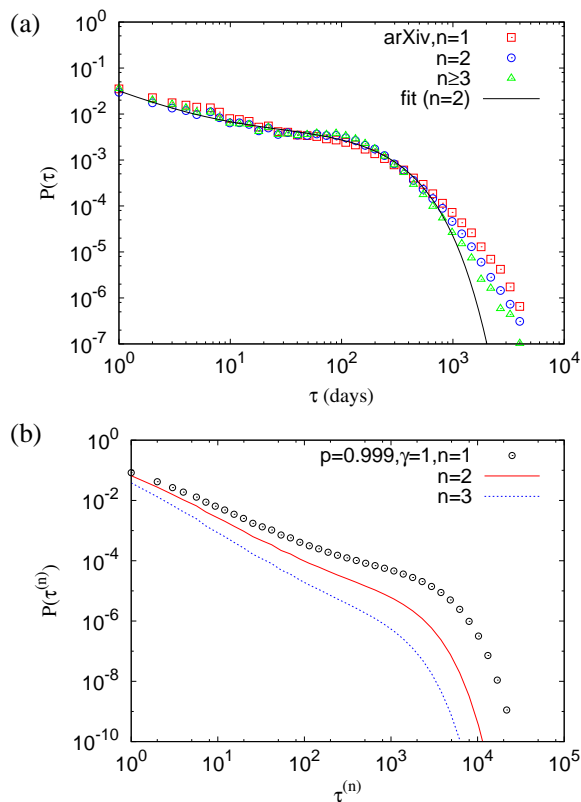 (a)
10^0
10^-1
10^-2
10^-3
10^-4
10^-5
10^-6
10^-7
P(τ)
arXiv,n=1
n=2
n≥3
fit (n=2)
10^0 10^1 10^2 10^3 10^4
τ (days)
(b)
10^0
10^-2
10^-4
10^-6
10^-8
10^-10
P(τ^(n))
p=0.999,γ=1,n=1
n=2
n=3
10^0 10^1 10^2 10^3 10^4 10^5
τ^(n)